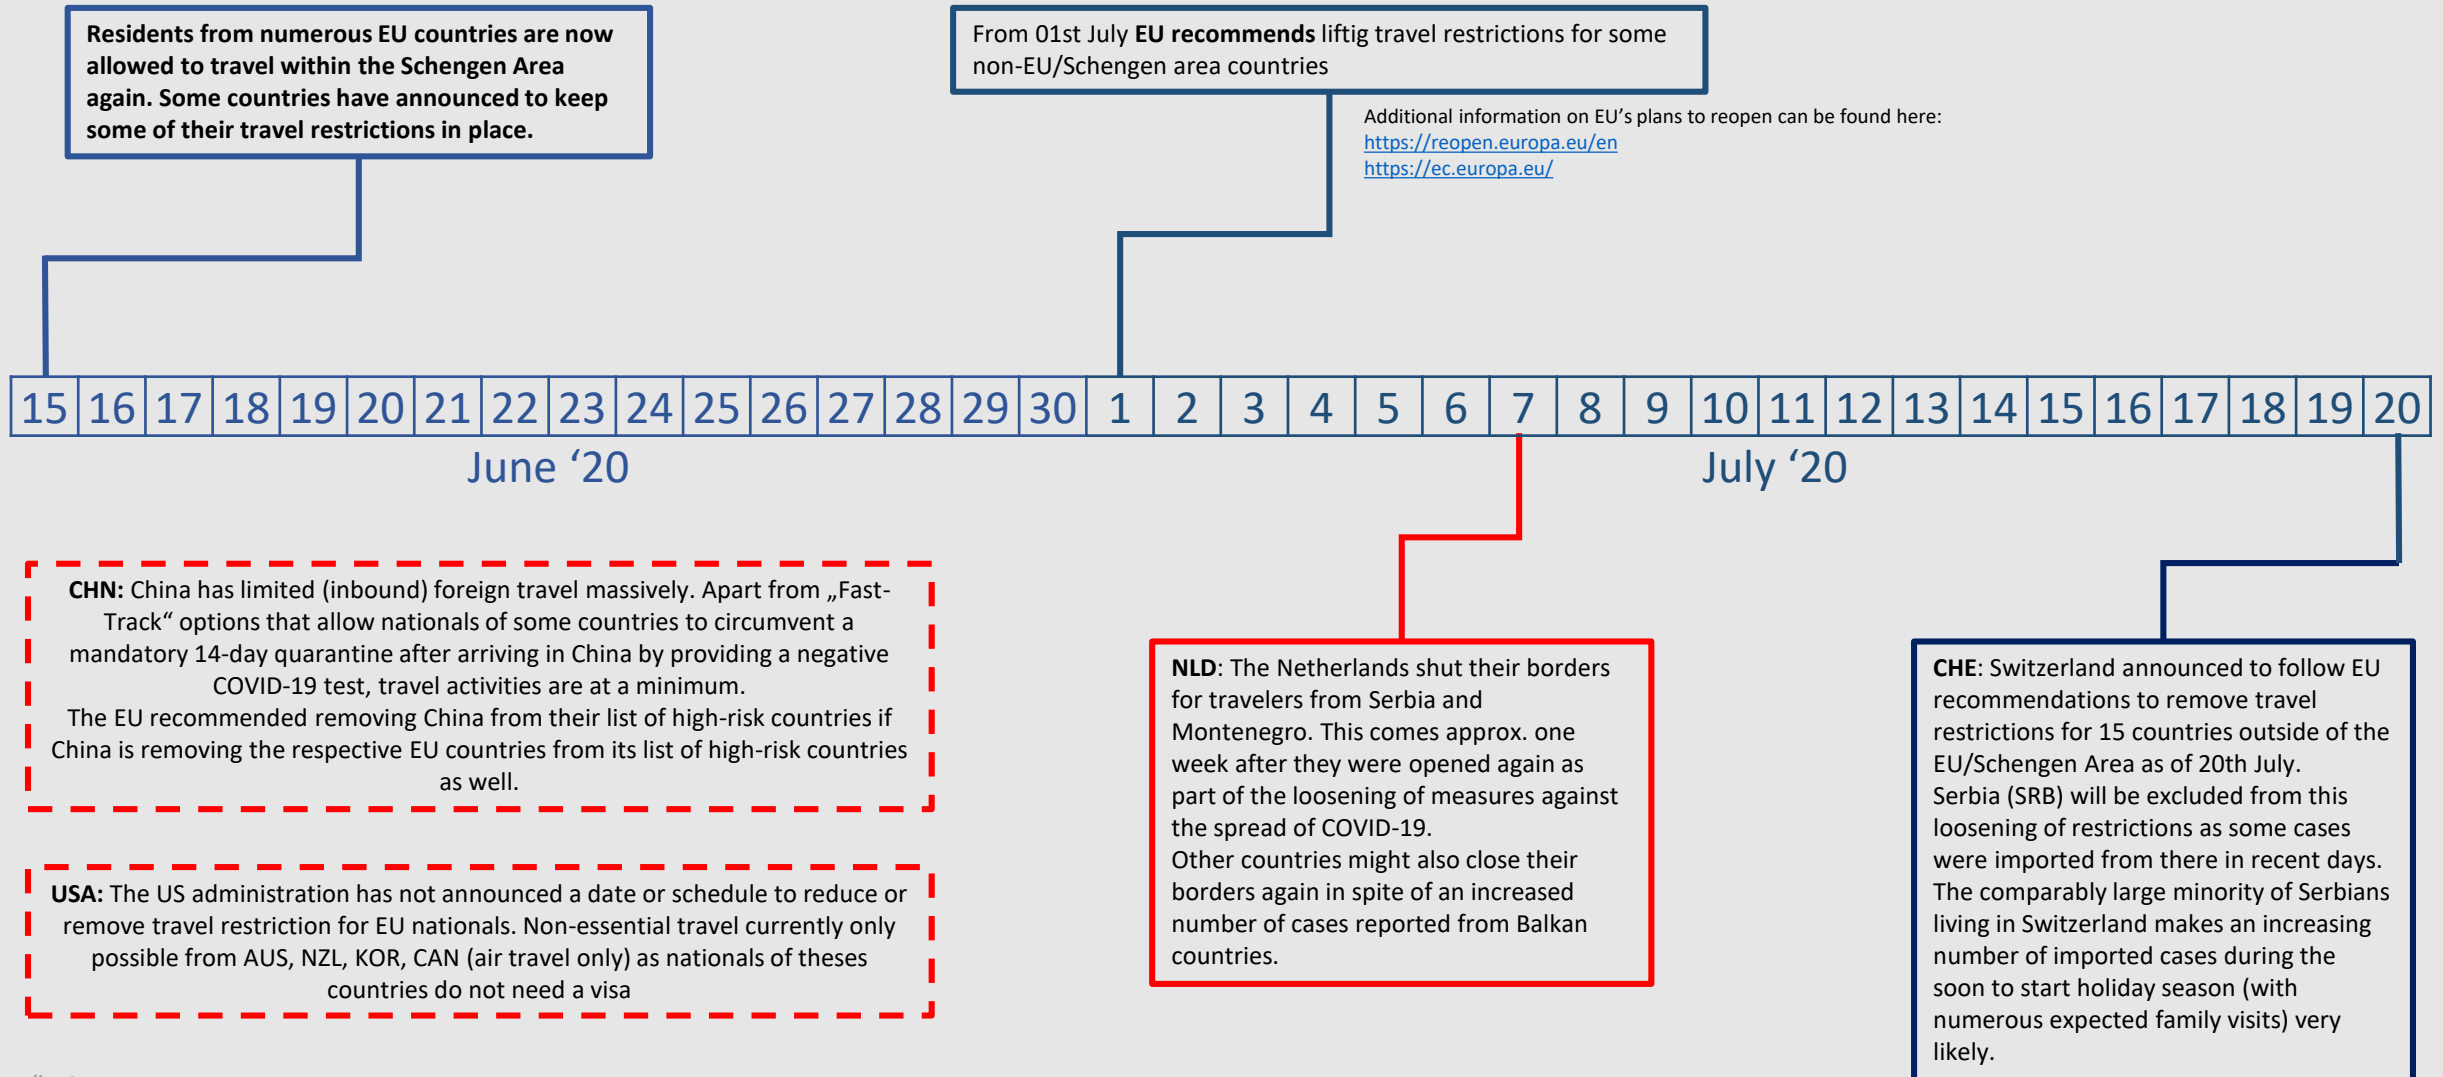 Residents from numerous EU countries are now
allowed to travel within the Schengen Area
again. Some countries have announced to keep
some of their travel restrictions in place.
From 01st July EU recommends liftig travel restrictions for some
non-EU/Schengen area countries
Additional information on EU’s plans to reopen can be found here:
https://reopen.europa.eu/en
https://ec.europa.eu/
15 16 17 18 19 20 21 22 23 24 25 26 27 28 29 30 1 2 3 4 5 6 7 8 9 10 11 12 13 14 15 16 17 18 19 20
June ‘20
July ‘20
CHN: China has limited (inbound) foreign travel massively. Apart from „Fast-
Track“ options that allow nationals of some countries to circumvent a
mandatory 14-day quarantine after arriving in China by providing a negative
COVID-19 test, travel activities are at a minimum.
The EU recommended removing China from their list of high-risk countries if
China is removing the respective EU countries from its list of high-risk countries
as well.
USA: The US administration has not announced a date or schedule to reduce or
remove travel restriction for EU nationals. Non-essential travel currently only
possible from AUS, NZL, KOR, CAN (air travel only) as nationals of theses
countries do not need a visa
NLD: The Netherlands shut their borders
for travelers from Serbia and
Montenegro. This comes approx. one
week after they were opened again as
part of the loosening of measures against
the spread of COVID-19.
Other countries might also close their
borders again in spite of an increased
number of cases reported from Balkan
countries.
CHE: Switzerland announced to follow EU
recommendations to remove travel
restrictions for 15 countries outside of the
EU/Schengen Area as of 20th July.
Serbia (SRB) will be excluded from this
loosening of restrictions as some cases
were imported from there in recent days.
The comparably large minority of Serbians
living in Switzerland makes an increasing
number of imported cases during the
soon to start holiday season (with
numerous expected family visits) very
likely.